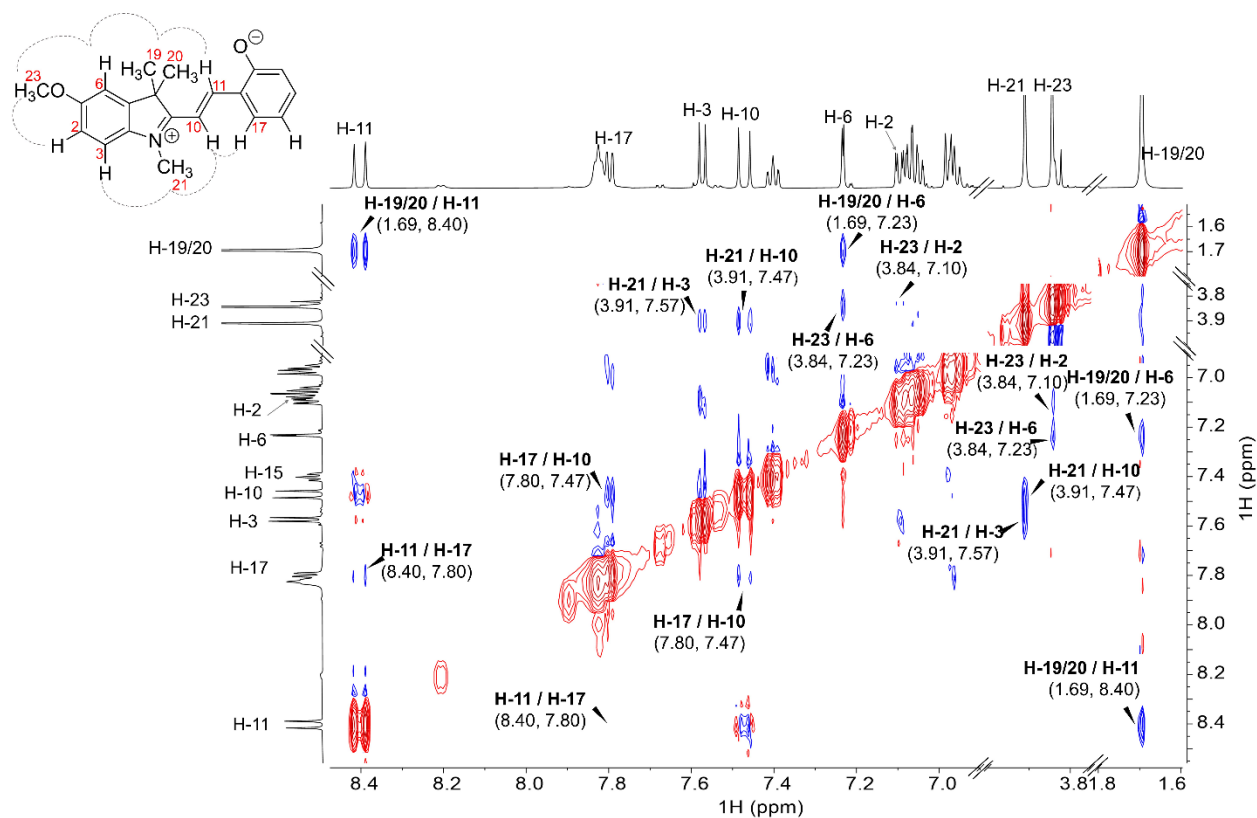 O⊖
19
20
H3C
CH3
H
H
23
6
11
H3CO
2
10
17
N
⊕
H
3
H
H
H
H
CH3
21
H-21
H-23
H-3
H-10
H-11
H-17
H-6
H-2
H-19/20
H-19/20 / H-11
(1.69, 8.40)
H-19/20 / H-6
(1.69, 7.23)
H-23 / H-2
(3.84, 7.10)
H-21 / H-10
(3.91, 7.47)
H-21 / H-3
(3.91, 7.57)
H-23 / H-6
(3.84, 7.23)
H-23 / H-2
(3.84, 7.10)
H-19/20 / H-6
(1.69, 7.23)
H-23 / H-6
(3.84, 7.23)
H-17 / H-10
(7.80, 7.47)
H-21 / H-10
(3.91, 7.47)
H-21 / H-3
(3.91, 7.57)
H-11 / H-17
(8.40, 7.80)
H-17 / H-10
(7.80, 7.47)
H-11 / H-17
(8.40, 7.80)
H-19/20 / H-11
(1.69, 8.40)
H-19/20
H-23
H-21
H-2
H-6
H-15
H-10
H-3
H-17
H-11
1.6
1.7
3.8
3.9
7.0
7.2
7.4
7.6
7.8
8.0
8.2
8.4
1H (ppm)
8.4 8.2 8.0 7.8 7.6 7.4 7.2 7.0 3.8 1.8 1.6
1H (ppm)